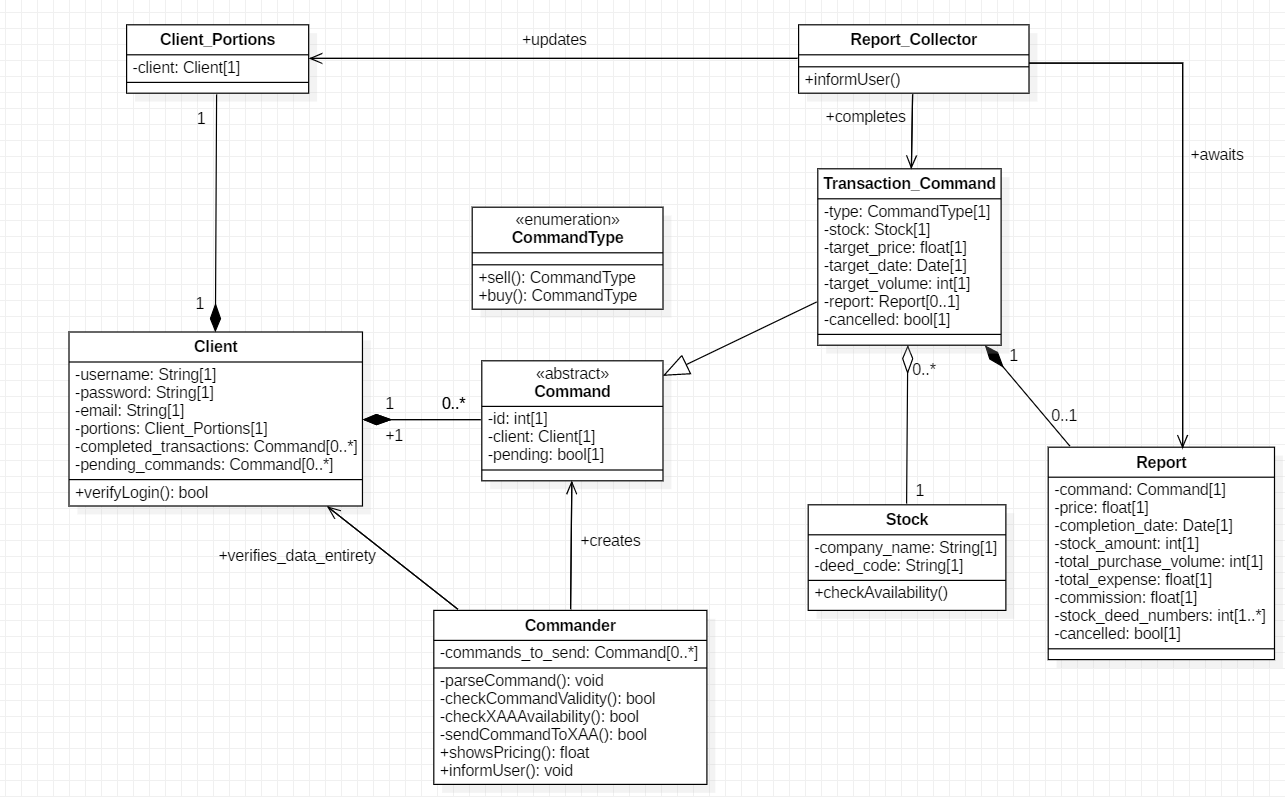 Client_Portions
-client: Client[1]
+updates
Report_Collector
+informUser()
1
+completes
+awaits
Transaction_Command
-type: CommandType[1]
-stock: Stock[1]
-target_price: float[1]
-target_date: Date[1]
-target_volume: int[1]
-report: Report[0..1]
-cancelled: bool[1]
«enumeration»
CommandType
+sell(): CommandType
+buy(): CommandType
1
Client
-username: String[1]
-password: String[1]
-email: String[1]
-portions: Client_Portions[1]
-completed_transactions: Command[0..*]
-pending_commands: Command[0..*]
+verifyLogin(): bool
1
+1
0..*
«abstract»
Command
-id: int[1]
-client: Client[1]
-pending: bool[1]
0..*
1
1
0..1
Stock
-company_name: String[1]
-deed_code: String[1]
+checkAvailability()
Report
-command: Command[1]
-price: float[1]
-completion_date: Date[1]
-stock_amount: int[1]
-total_purchase_volume: int[1]
-total_expense: float[1]
-commission: float[1]
-stock_deed_numbers: int[1..*]
-cancelled: bool[1]
+verifies_data_entirety
+creates
Commander
-commands_to_send: Command[0..*]
-parseCommand(): void
-checkCommandValidity(): bool
-checkXAAAvailability(): bool
-sendCommandToXAA(): bool
+showsPricing(): float
+informUser(): void